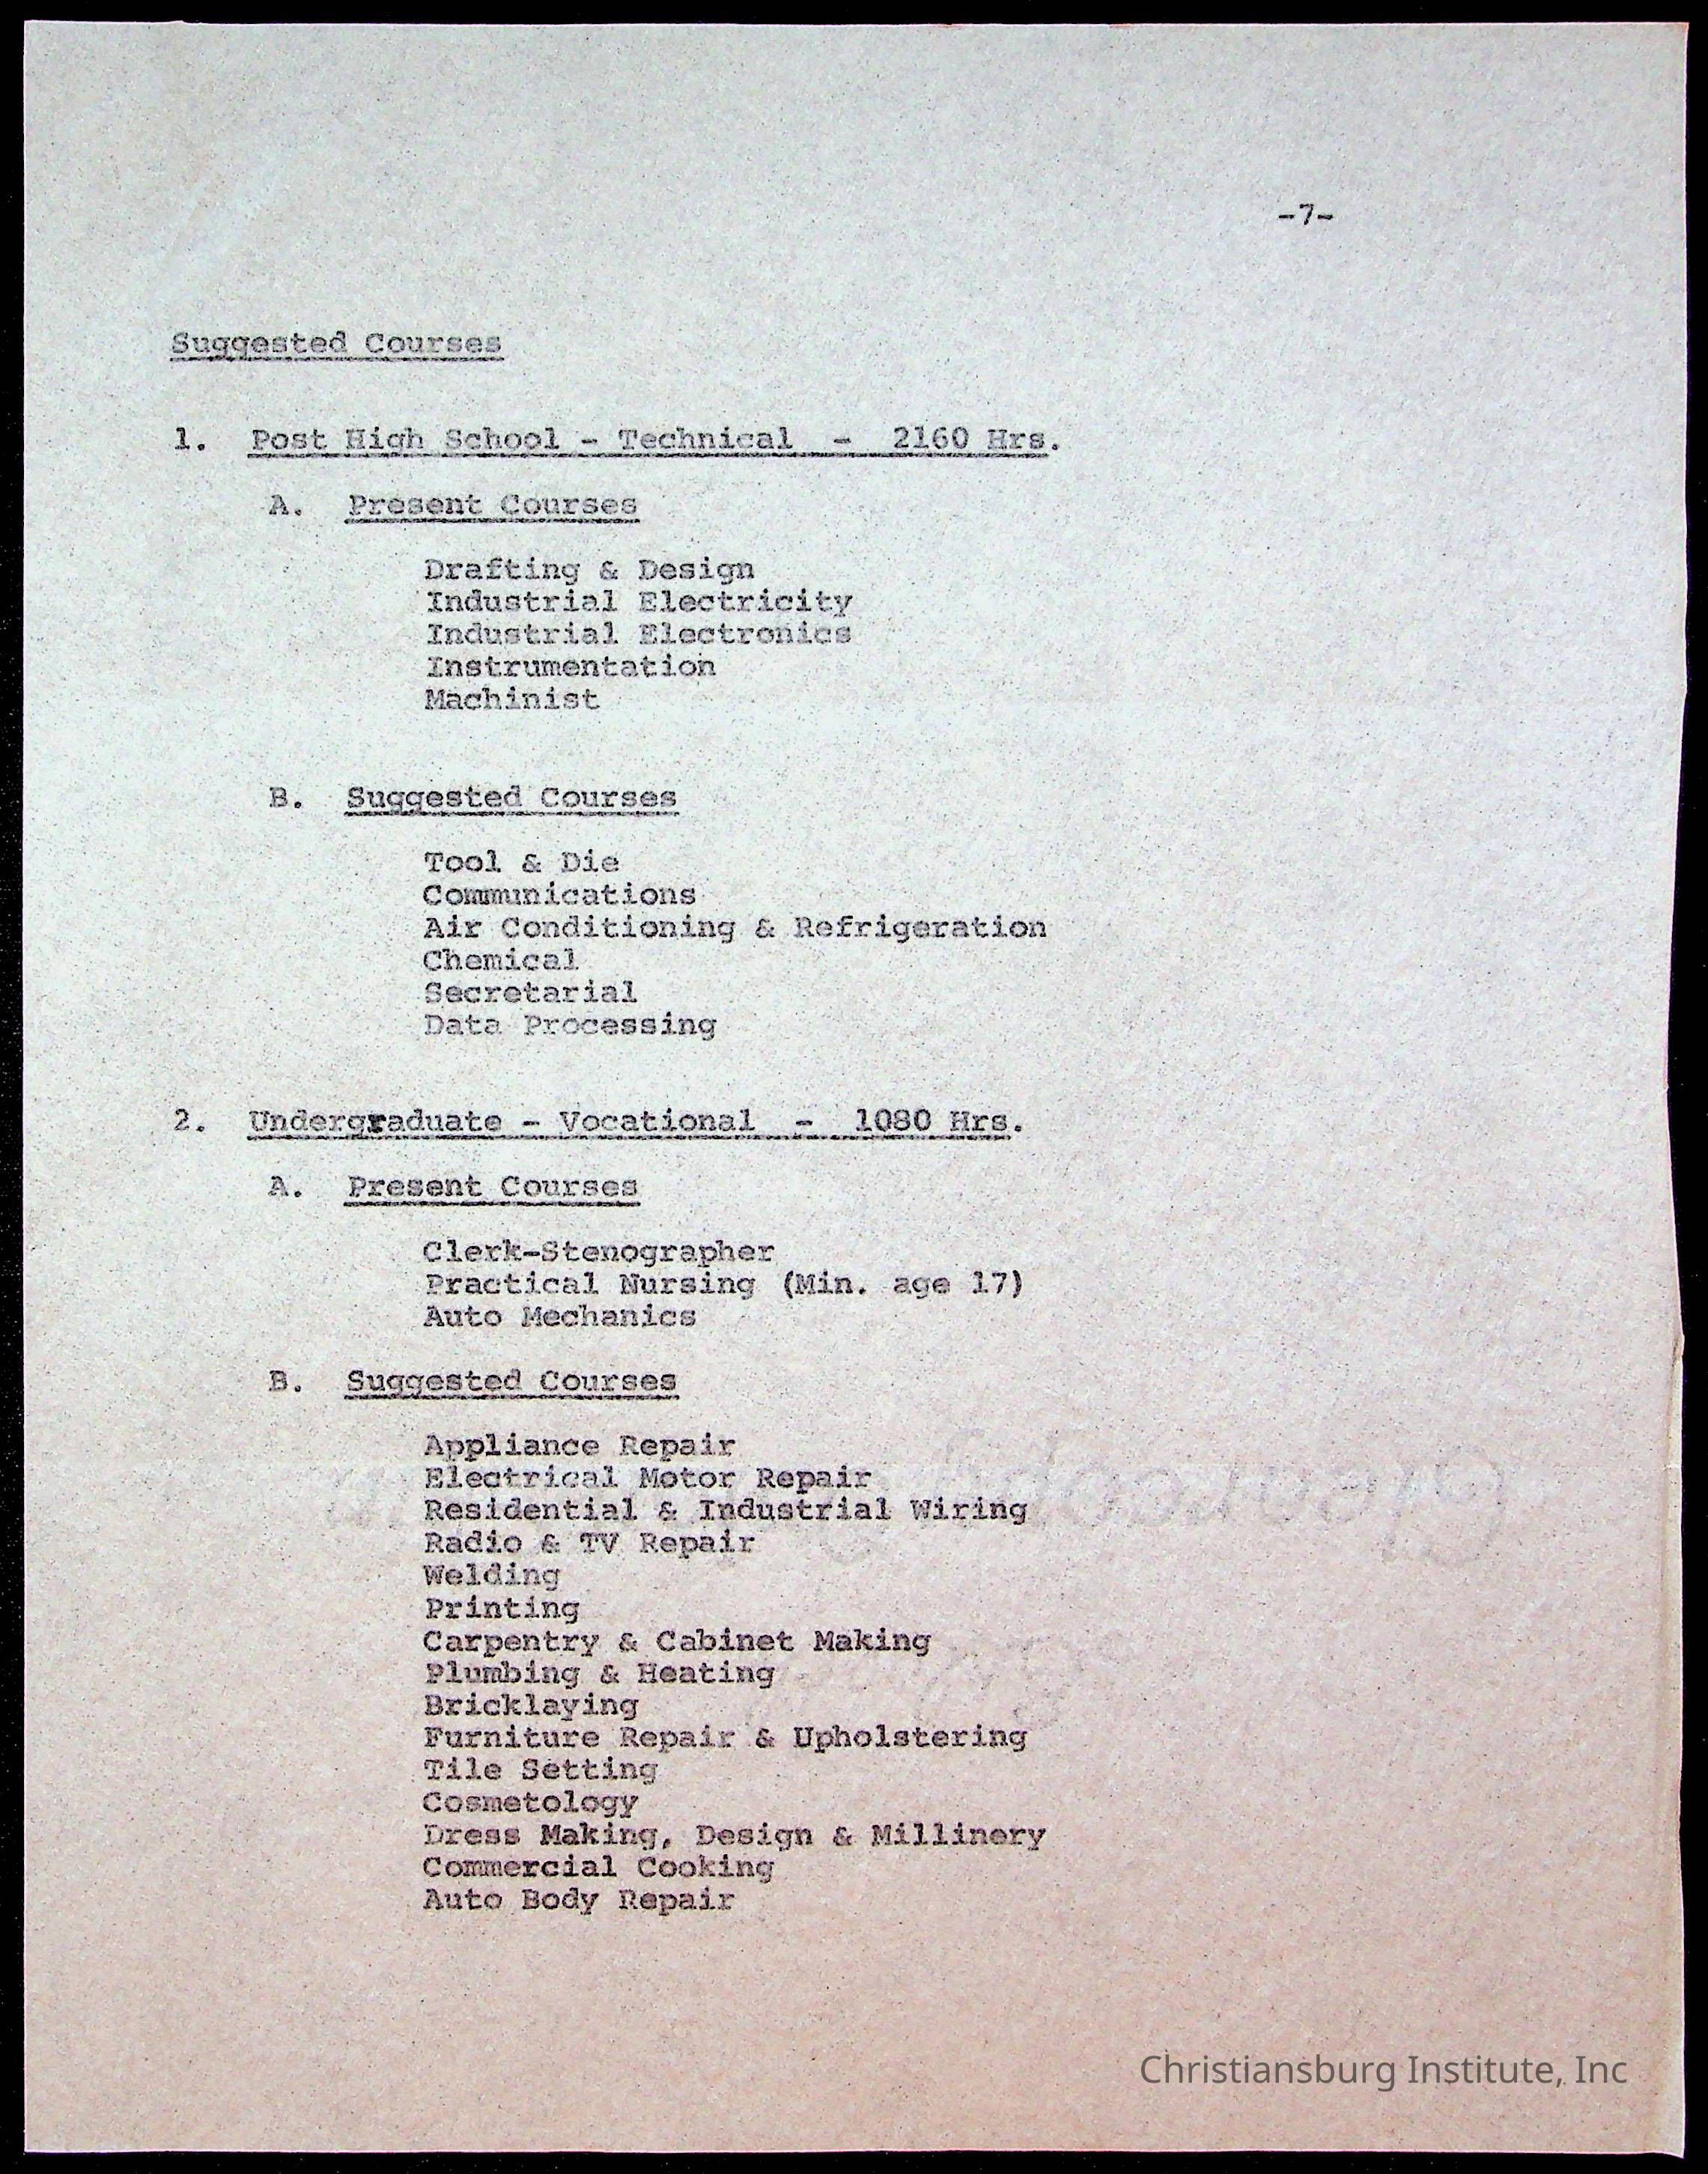 -7-
Suggested Courses
1. Post High School - Technical - 2160 Hrs.
A. Present Courses
Drafting & Design
Industrial Electricity
Industrial Electronics
Instrumentation
Machinist
B. Suggested Courses
Tool & Die
Communications
Air Conditioning & Refrigeration
Chemical
Secretarial
Data Processing
2. Undergraduate - Vocational - 1080 Hrs.
A. Present Courses
Clerk-Stenographer
Practical Nursing (Min. age 17)
Auto Mechanics
B. Suggested Courses
Appliance Repair
Electrical Motor Repair
Residential & Industrial Wiring
Radio & TV Repair
Welding
Printing
Carpentry & Cabinet Making
Plumbing & Heating
Bricklaying
Furniture Repair & Upholstering
Tile Setting
Cosmetology
Dress Making, Design & Millinery
Commercial Cooking
Auto Body Repair
Christiansburg Institute, Inc